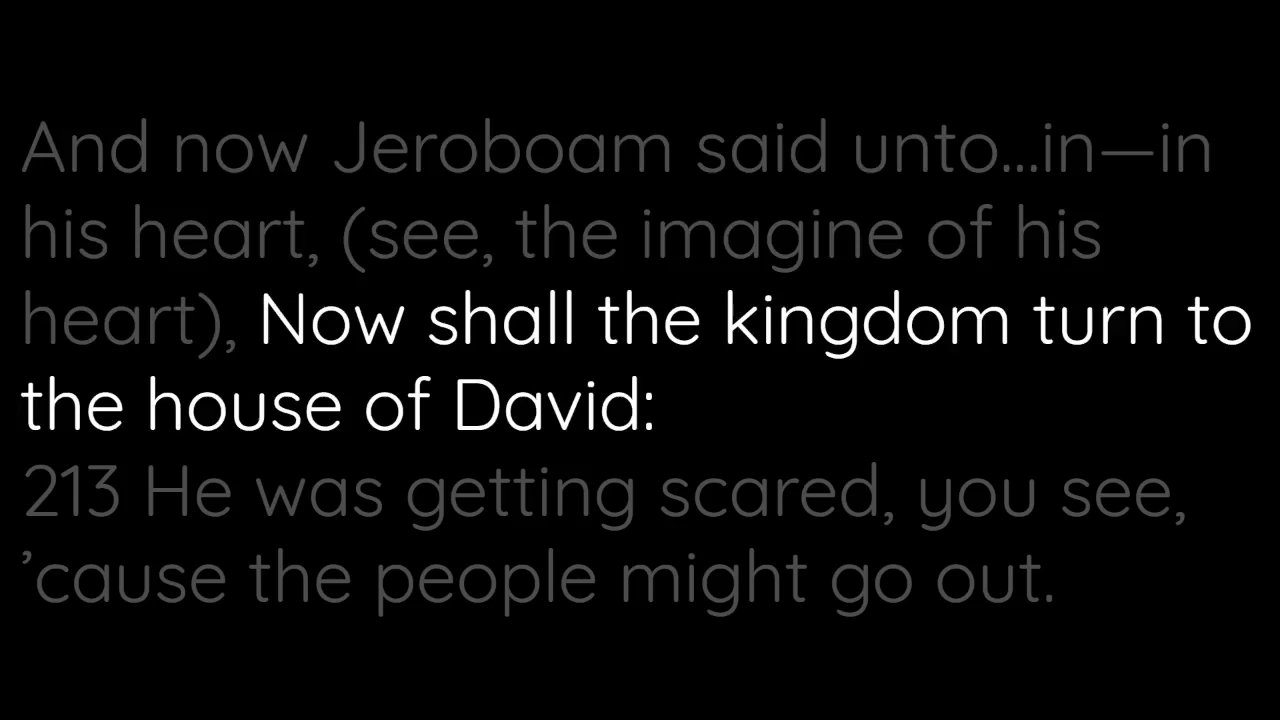 And now Jeroboam said unto...in—in
his heart, (see, the imagine of his
heart), Now shall the kingdom turn to
the house of David:
213 He was getting scared, you see,
’cause the people might go out.